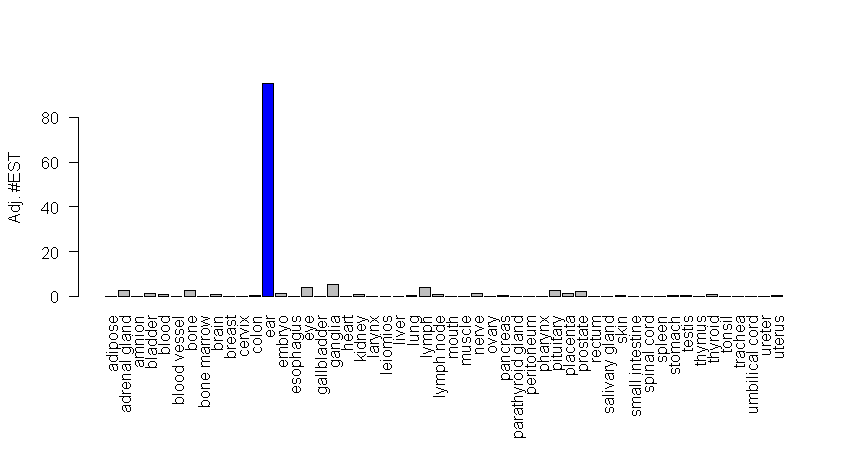 Adj. #EST
80
60
40
20
0
adipose
adrenal gland
amnion
bladder
blood
blood vessel
bone
bone marrow
brain
breast
cervix
colon
ear
embryo
esophagus
eye
gallbladder
ganglia
heart
kidney
larynx
leiomios
liver
lung
lymph
lymph node
mouth
muscle
nerve
ovary
pancreas
parathyroid gland
peritoneum
pharynx
pituitary
placenta
prostate
rectum
salivary gland
skin
small intestine
spinal cord
spleen
stomach
testis
thymus
thyroid
tonsil
trachea
umbilical cord
ureter
uterus